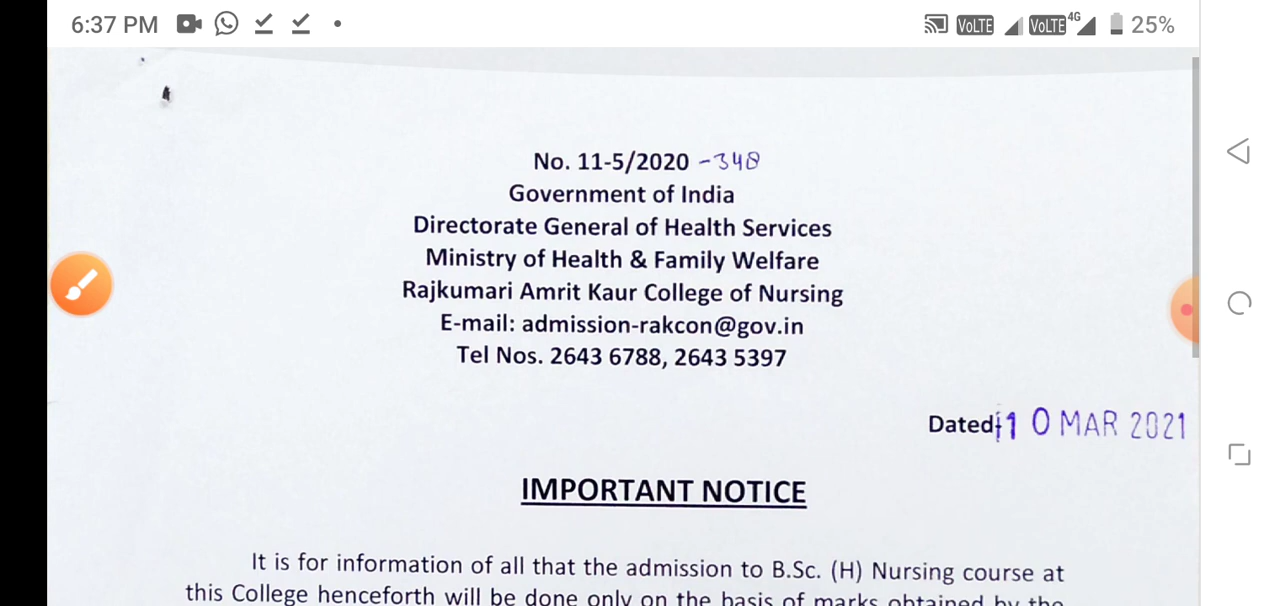 6:37 PM
VoLTE VoLTE 4G 25%
No. 11-5/2020 -348
Government of India
Directorate General of Health Services
Ministry of Health & Family Welfare
Rajkumari Amrit Kaur College of Nursing
E-mail: admission-rakcon@gov.in
Tel Nos. 2643 6788, 2643 5397
Dated: 10 MAR 2021
IMPORTANT NOTICE
It is for information of all that the admission to B.Sc. (H) Nursing course at
this College henceforth will be done only on the basis of marks obtained by the